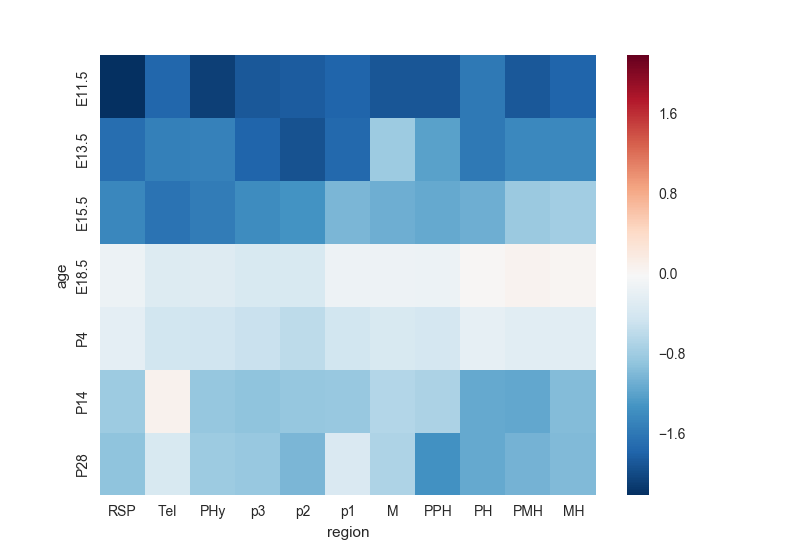 E11.5
E13.5
E15.5
E18.5
P4
P14
P28
age
RSP Tel PHy p3 p2 p1 M PPH PH PMH MH
region
1.6
0.8
0.0
−0.8
−1.6